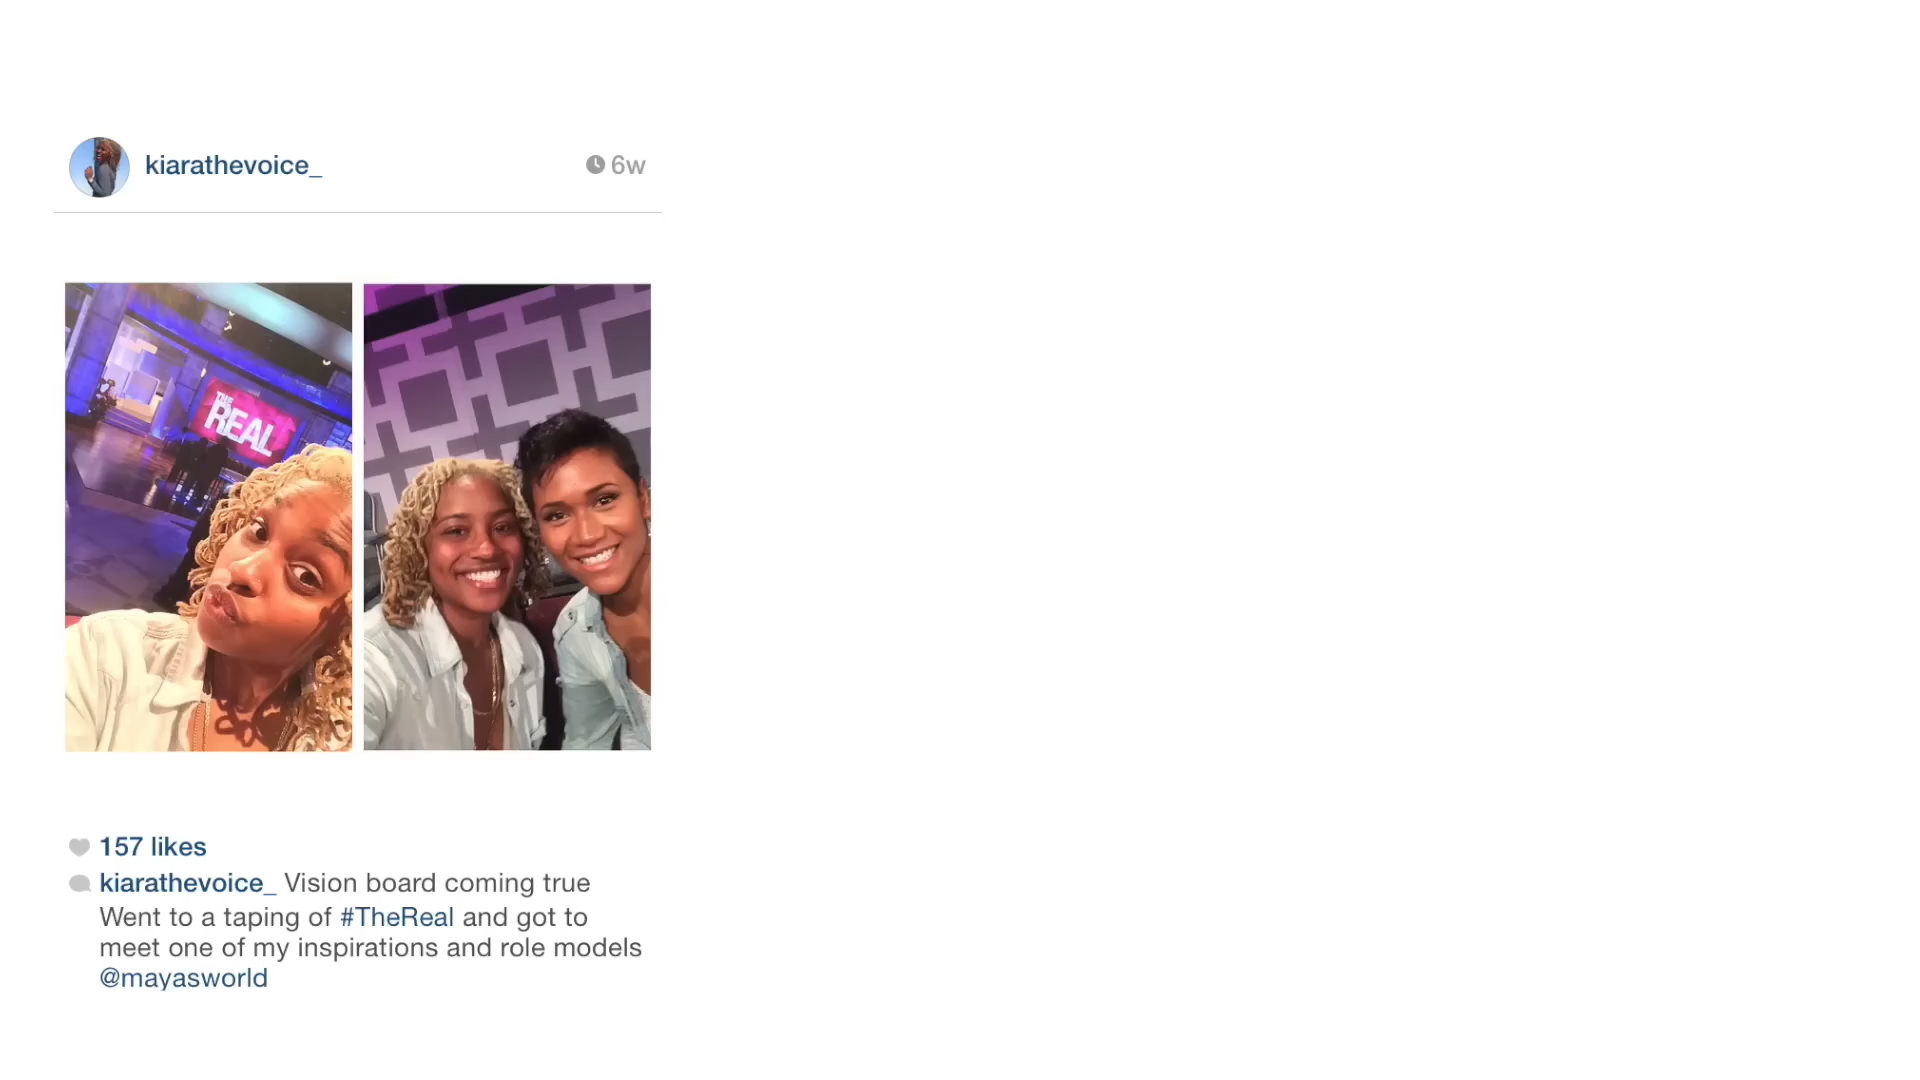 kiarathevoice_
6w
THE
REAL
157 likes
kiarathevoice_ Vision board coming true
Went to a taping of #TheReal and got to
meet one of my inspirations and role models
@mayasworld